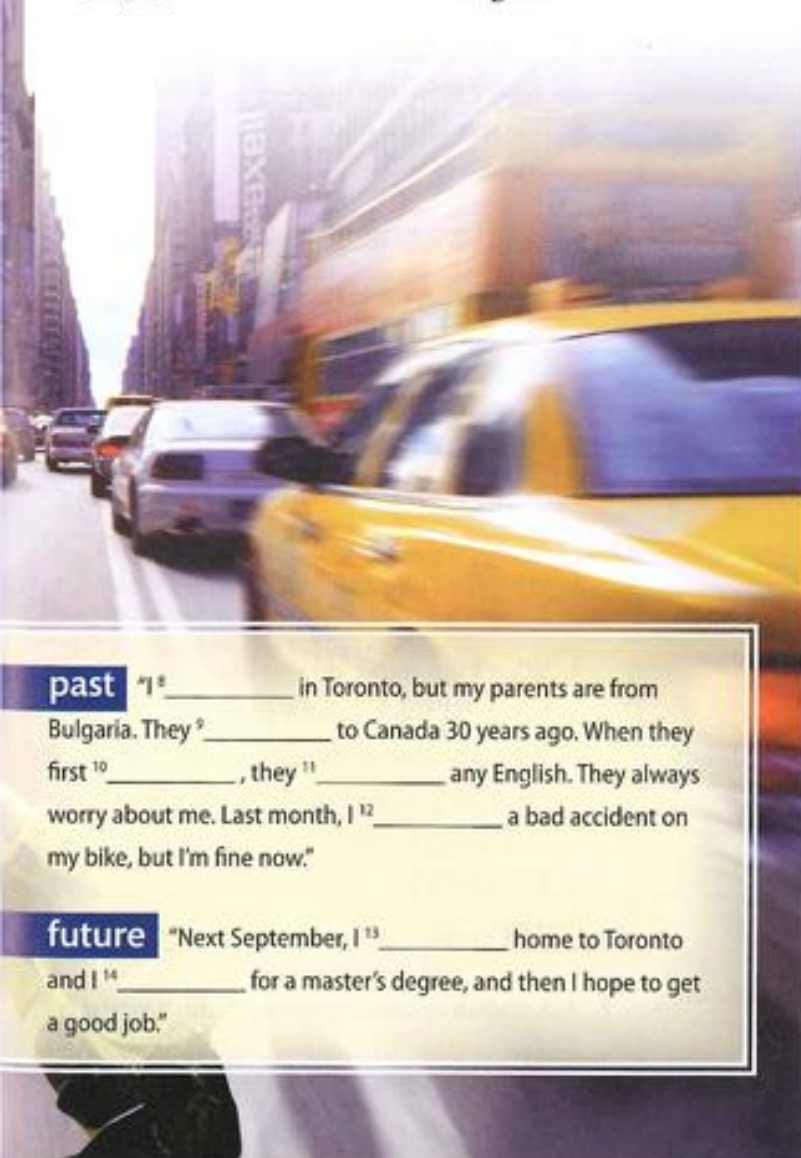 maxell
past "I ⁸__________ in Toronto, but my parents are from
Bulgaria. They ⁹__________ to Canada 30 years ago. When they
first ¹⁰__________, they ¹¹__________ any English. They always
worry about me. Last month, I ¹²__________ a bad accident on
my bike, but I'm fine now."
future "Next September, I ¹³__________ home to Toronto
and I ¹⁴__________ for a master's degree, and then I hope to get
a good job."